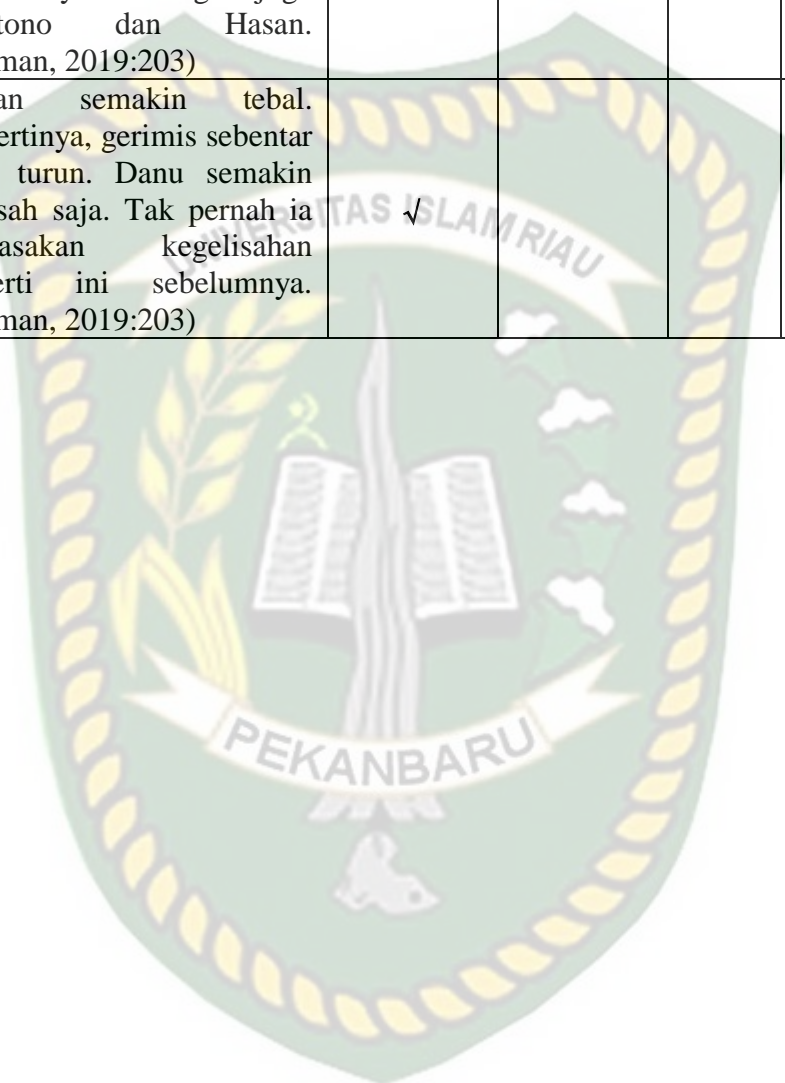 tono dan Hasan.
man, 2019:203)
an semakin tebal.
ertinya, gerimis sebentar
turun. Danu semakin
sah saja. Tak pernah ia
asakan kegelisahan
erti ini sebelumnya.
man, 2019:203)
√
UNIVERSITAS ISLAM RIAU
PEKANBARU